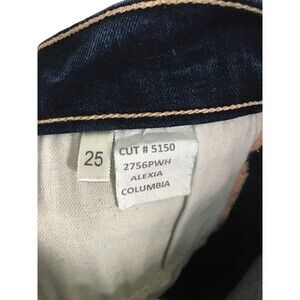 25
CUT # 5150
2756PWH
ALEXIA
COLUMBIA